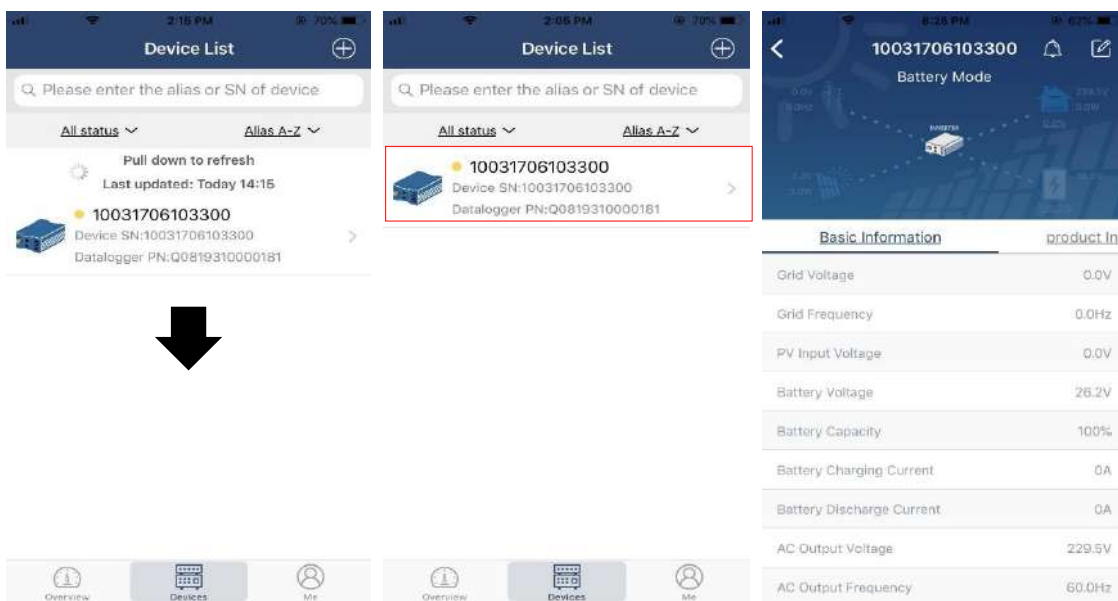 2:15 PM
70%
Device List
Please enter the alias or SN of device
All status
Alias A-Z
Pull down to refresh
Last updated: Today 14:15
10031706103300
Device SN:10031706103300
Datalogger PN:Q0819310000181
Overview
Devices
Me
2:05 PM
70%
Device List
Please enter the alias or SN of device
All status
Alias A-Z
10031706103300
Device SN:10031706103300
Datalogger PN:Q0819310000181
Overview
Devices
Me
62%
10031706103300
Battery Mode
INVERTER
Basic Information
product In
Grid Voltage 0.0V
Grid Frequency 0.0Hz
PV Input Voltage 0.0V
Battery Voltage 26.2V
Battery Capacity 100%
Battery Charging Current 0A
Battery Discharge Current 0A
AC Output Voltage 229.5V
AC Output Frequency 60.0Hz